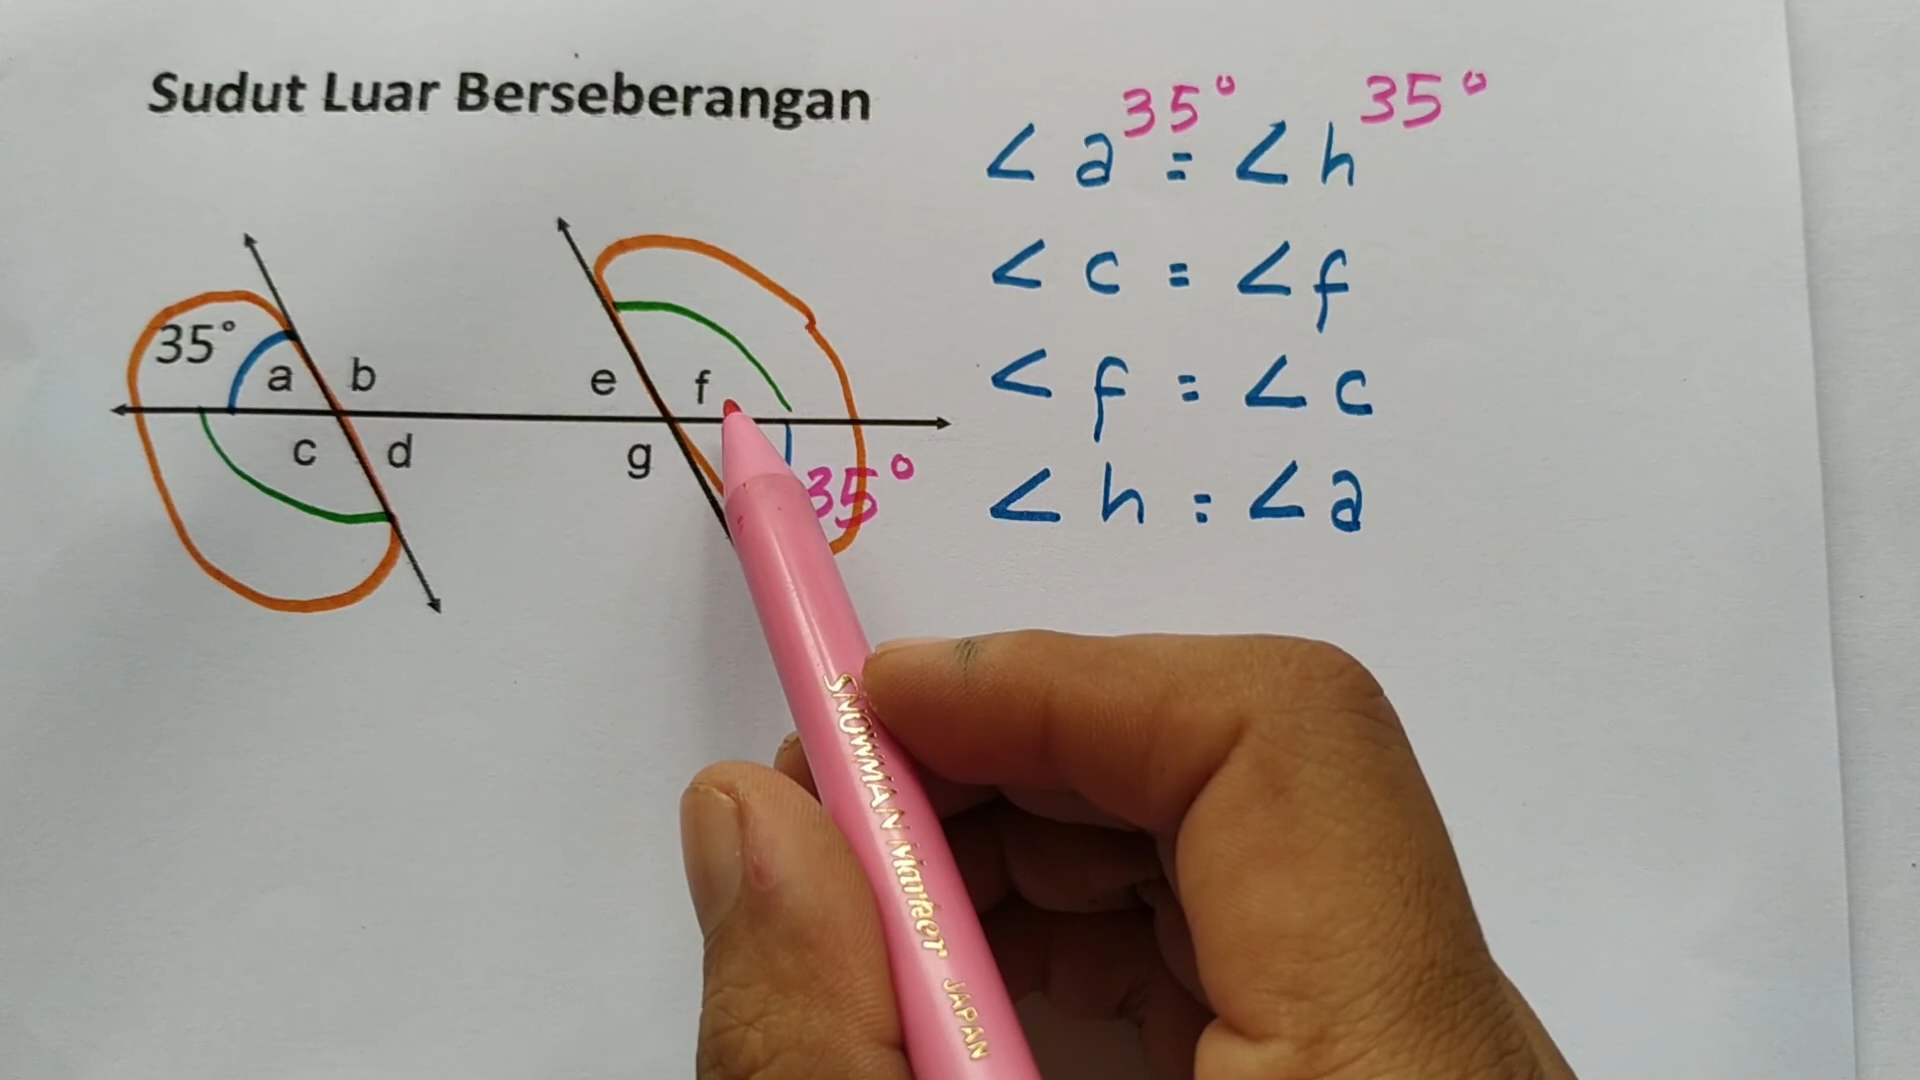 Sudut Luar Berseberangan
35° 35°
∠ a = ∠ h
∠ c = ∠ f
∠ f = ∠ c
∠ h = ∠ a
35°
a b
e f
c d
g
35°
SNOWMAN Marker JAPAN